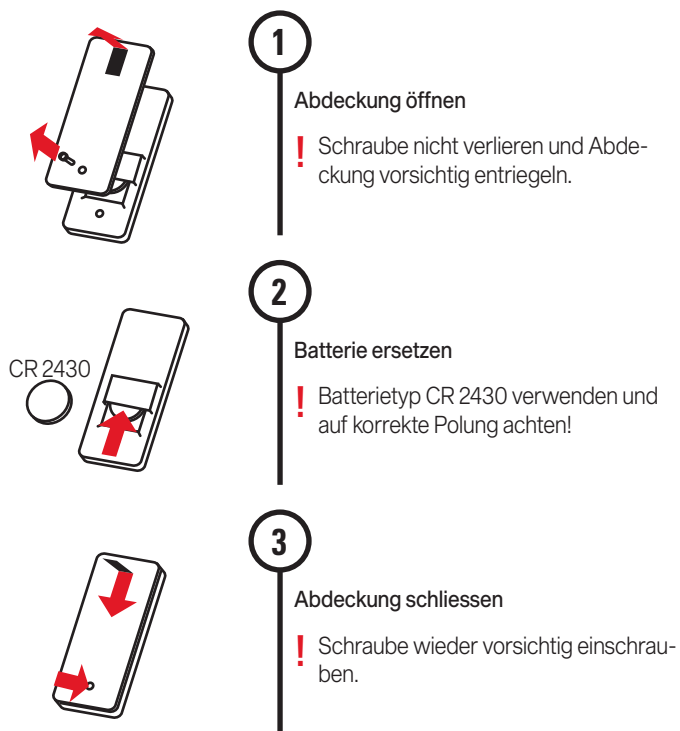 1
Abdeckung öffnen
! Schraube nicht verlieren und Abde-
ckung vorsichtig entriegeln.
2
CR 2430
Batterie ersetzen
! Batterietyp CR 2430 verwenden und
auf korrekte Polung achten!
3
Abdeckung schliessen
! Schraube wieder vorsichtig einschrau-
ben.